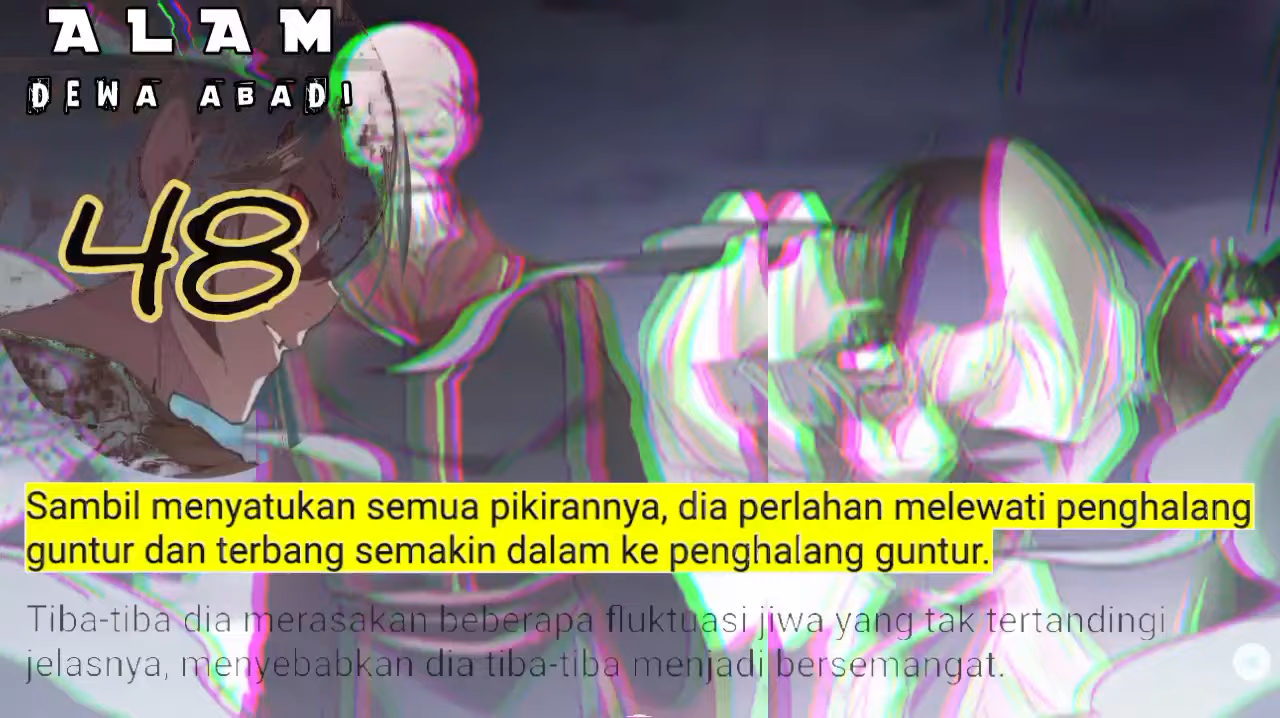 ALAM
DEWA ABADI
48
Sambil menyatukan semua pikirannya, dia perlahan melewati penghalang
guntur dan terbang semakin dalam ke penghalang guntur.
Tiba-tiba dia merasakan beberapa fluktuasi jiwa yang tak tertandingi
jelasnya, menyebabkan dia tiba-tiba menjadi bersemangat.